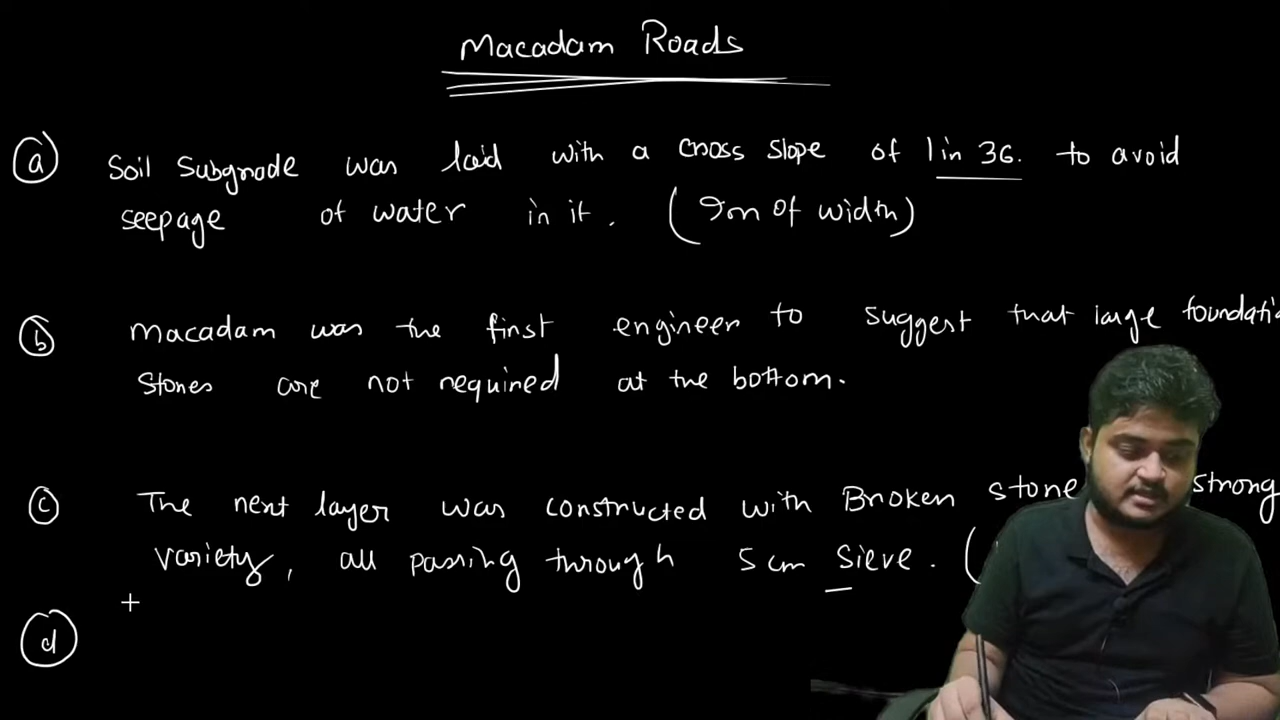 Macadam Roads
a Soil Subgrade was laid with a cross slope of 1 in 36. to avoid
seepage of water in it. (9m of width)
b Macadam was the first engineer to suggest that large foundati
Stones are not required at the bottom.
c The next layer was constructed with Broken stone strong
variety, all passing through 5 cm Sieve. (
d